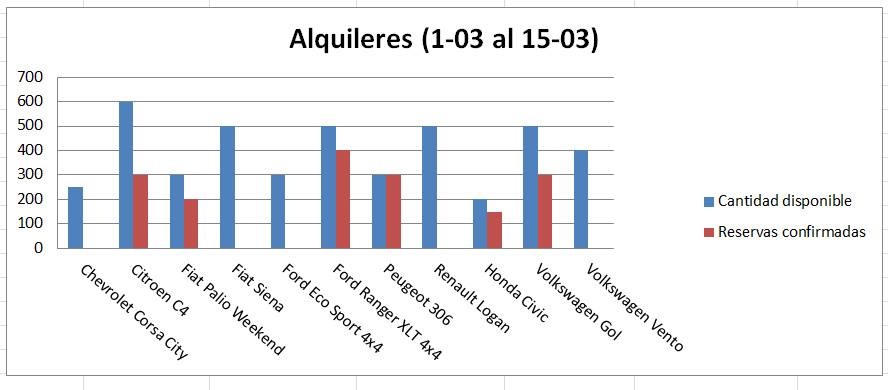 Alquileres (1-03 al 15-03)
700
600
500
400
300
200
100
0
Chevrolet Corsa City
Citroen C4
Fiat Palio Weekend
Fiat Siena
Ford Eco Sport 4x4
Ford Ranger XLT 4x4
Peugeot 306
Renault Logan
Honda Civic
Volkswagen Gol
Volkswagen Vento
Cantidad disponible
Reservas confirmadas